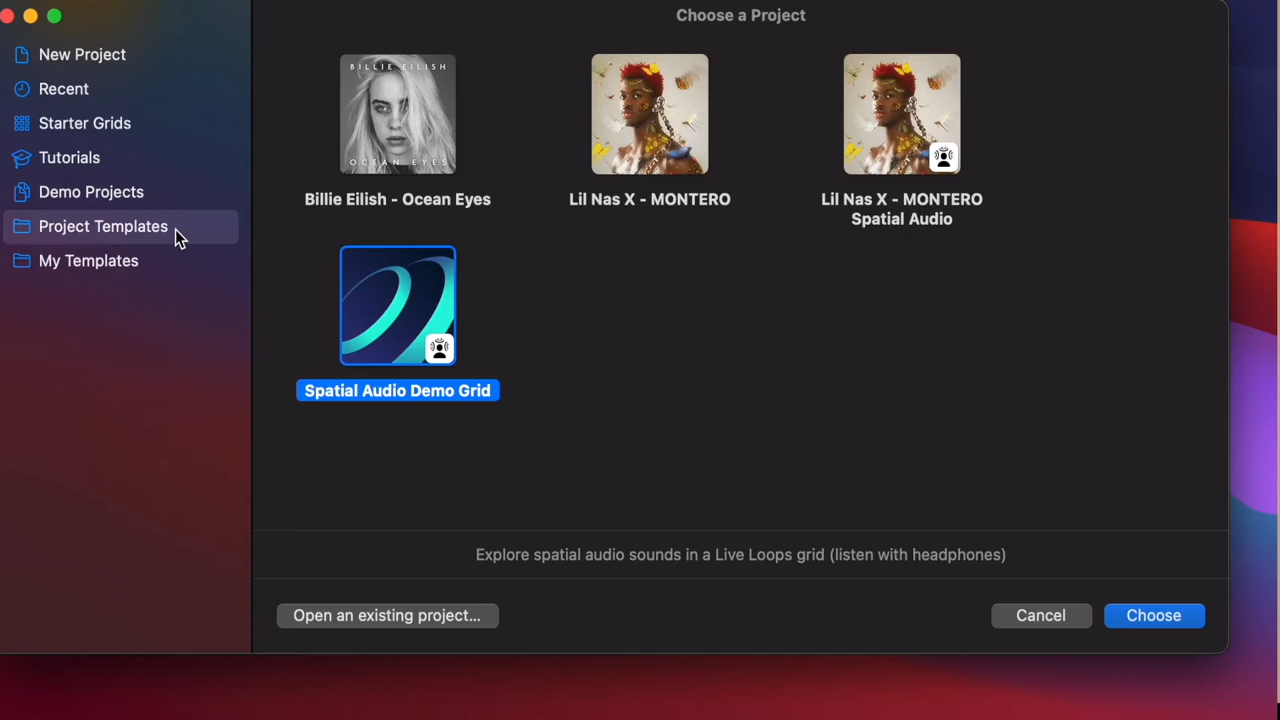 Choose a Project
New Project
Recent
Starter Grids
Tutorials
Demo Projects
Project Templates
My Templates
BILLIE EILISH
OCEAN EYES
Billie Eilish - Ocean Eyes
Lil Nas X - MONTERO
Lil Nas X - MONTERO
Spatial Audio
Spatial Audio Demo Grid
Explore spatial audio sounds in a Live Loops grid (listen with headphones)
Open an existing project...
Cancel
Choose